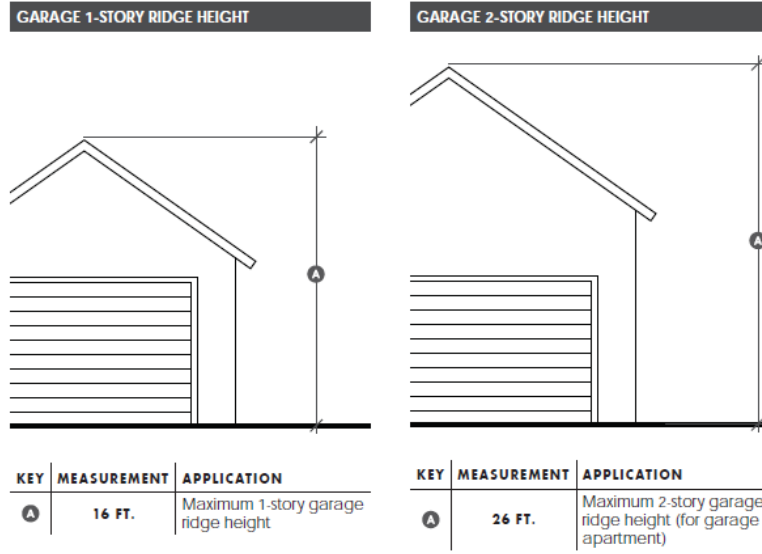 GARAGE 1-STORY RIDGE HEIGHT
A
KEY MEASUREMENT APPLICATION
A 16 FT. Maximum 1-story garage
ridge height
GARAGE 2-STORY RIDGE HEIGHT
A
KEY MEASUREMENT APPLICATION
A 26 FT. Maximum 2-story garage
ridge height (for garage
apartment)